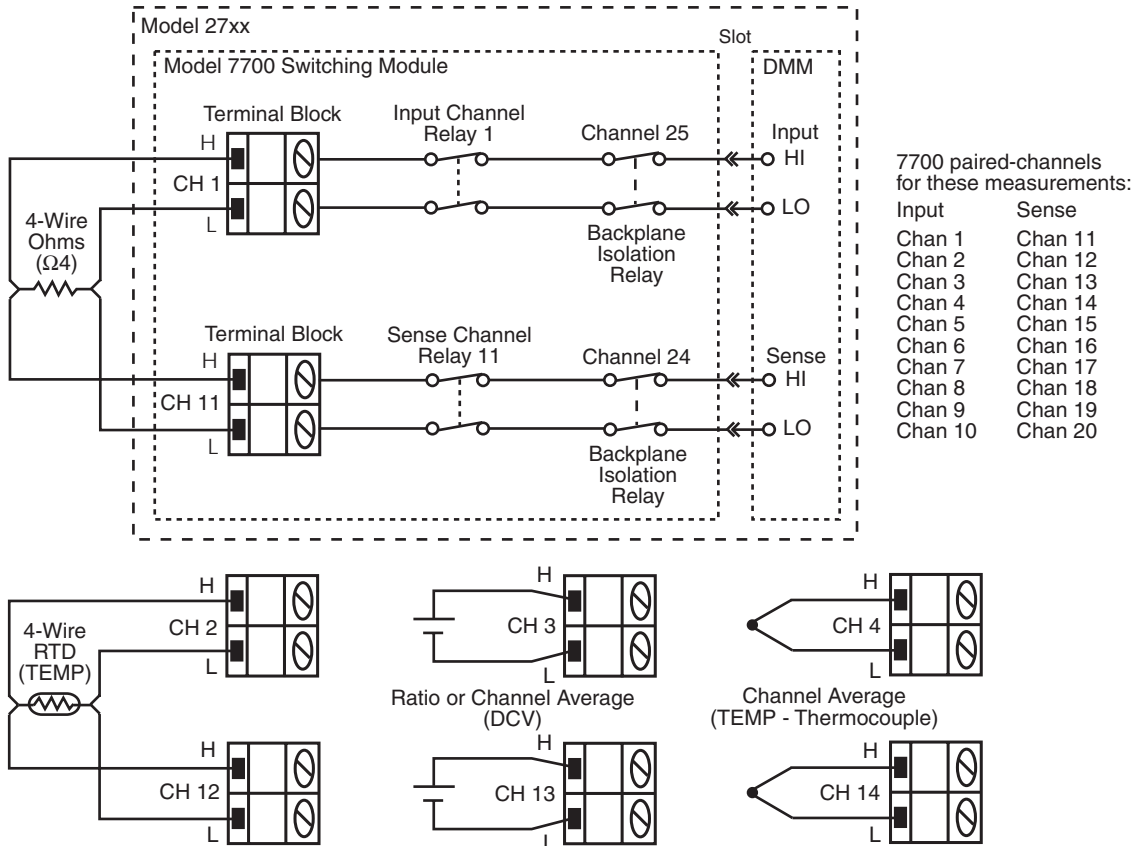 Model 27xx
Slot
Model 7700 Switching Module
DMM
Terminal Block
Input Channel
Relay 1
Channel 25
Input
H
HI
CH 1
L
LO
4-Wire
Ohms
(Ω4)
Backplane
Isolation
Relay
Terminal Block
Sense Channel
Relay 11
Channel 24
Sense
H
HI
CH 11
L
LO
Backplane
Isolation
Relay
7700 paired-channels
for these measurements:
Input Sense
Chan 1 Chan 11
Chan 2 Chan 12
Chan 3 Chan 13
Chan 4 Chan 14
Chan 5 Chan 15
Chan 6 Chan 16
Chan 7 Chan 17
Chan 8 Chan 18
Chan 9 Chan 19
Chan 10 Chan 20
4-Wire
RTD
(TEMP)
H
CH 2
L
H
CH 12
L
H
CH 3
L
Ratio or Channel Average
(DCV)
H
CH 13
L
H
CH 4
L
Channel Average
(TEMP - Thermocouple)
H
CH 14
L